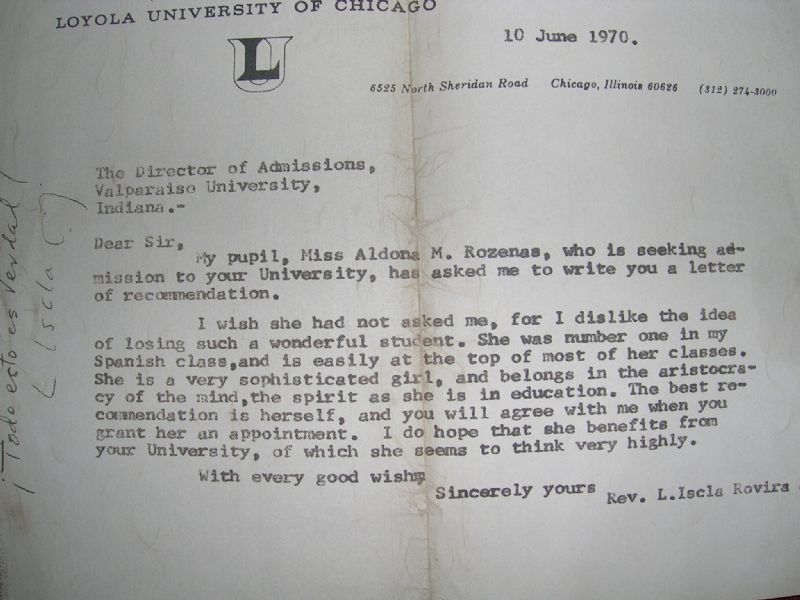 LOYOLA UNIVERSITY OF CHICAGO
10 June 1970.
L
6525 North Sheridan Road Chicago, Illinois 60626 (312) 274-3000
The Director of Admissions,
Valparaiso University,
Indiana.-
Dear Sir,
My pupil, Miss Aldona M. Rozenas, who is seeking ad-
mission to your University, has asked me to write you a letter
of recommendation.
I wish she had not asked me, for I dislike the idea
of losing such a wonderful student. She was number one in my
Spanish class,and is easily at the top of most of her classes.
She is a very sophisticated girl, and belongs in the aristocra-
cy of the mind,the spirit as she is in education. The best re-
commendation is herself, and you will agree with me when you
grant her an appointment. I do hope that she benefits from
your University, of which she seems to think very highly.
With every good wish
Sincerely yours Rev. L.Iscla Rovira
¡Todo esto es verdad!
L Iscla